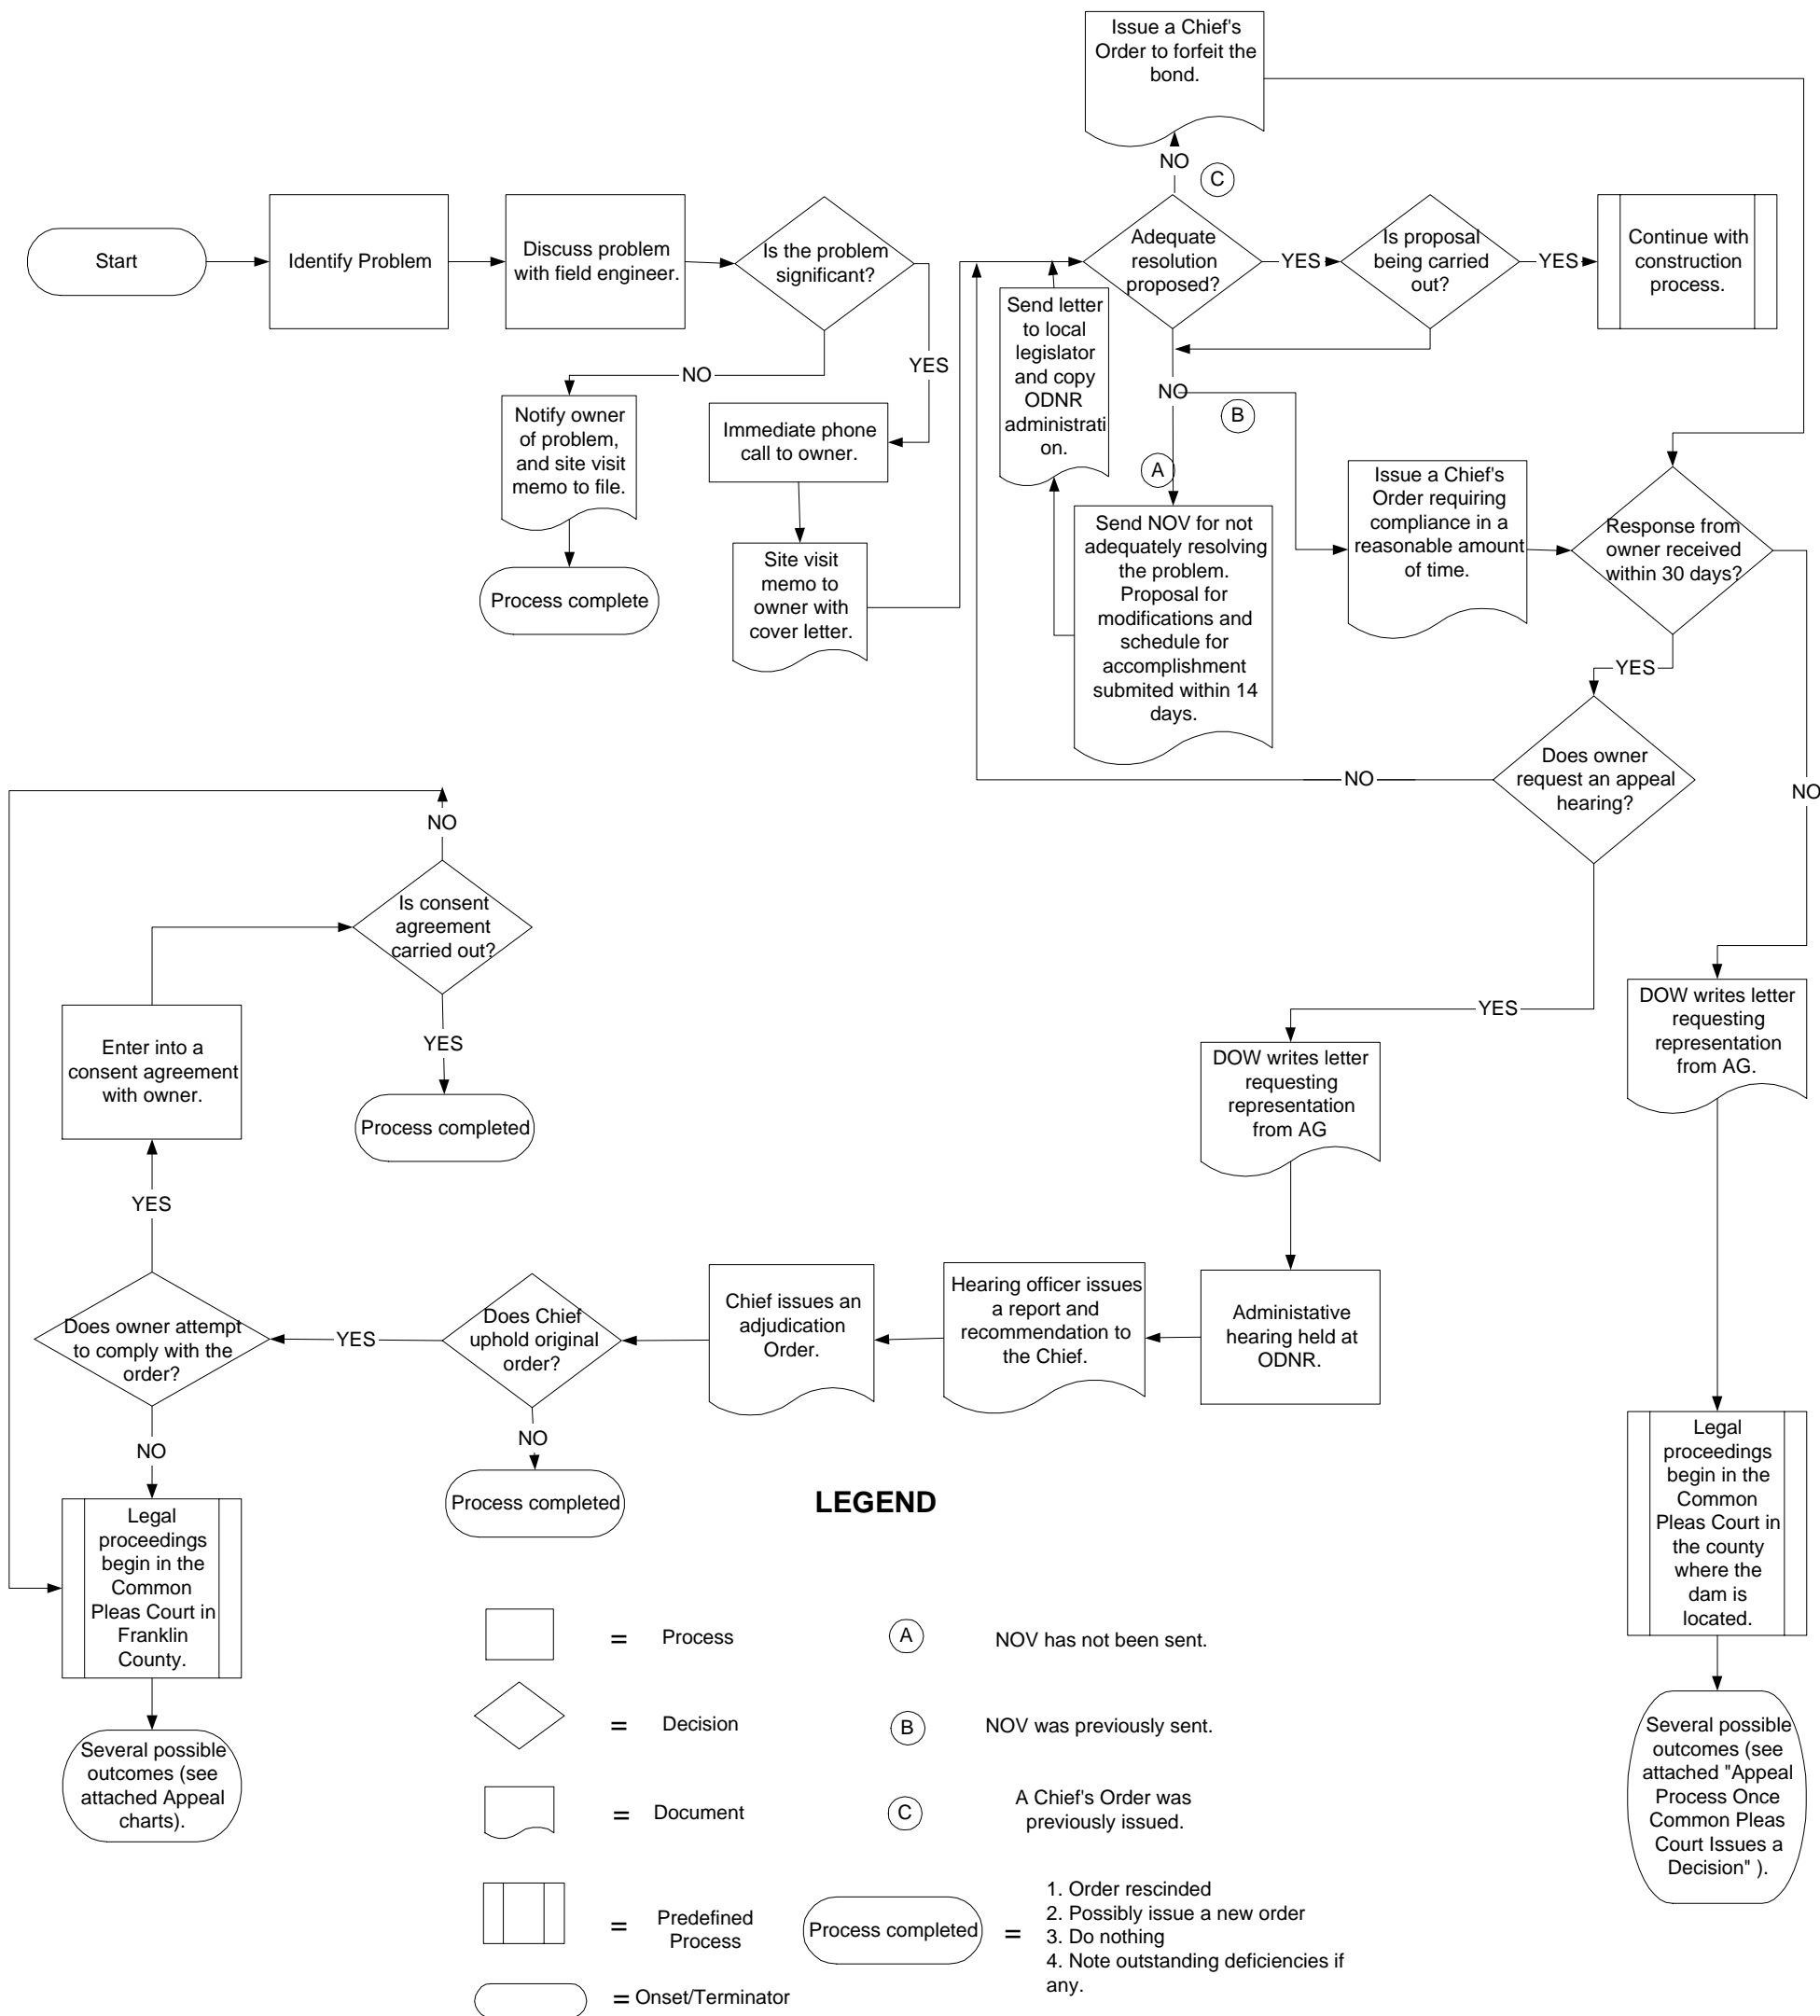 Issue a Chief's
Order to forfeit the
bond.
NO
C
Start
Identify Problem
Discuss problem
with field engineer.
Is the problem
significant?
Adequate
resolution
proposed?
YES
Is proposal
being carried
out?
YES
Continue with
construction
process.
NO
YES
Send letter
to local
legislator
and copy
ODNR
administrati
on.
NO
B
A
Notify owner
of problem,
and site visit
memo to file.
Immediate phone
call to owner.
Process complete
Site visit
memo to
owner with
cover letter.
Send NOV for not
adequately resolving
the problem.
Proposal for
modifications and
schedule for
accomplishment
submited within 14
days.
Issue a Chief's
Order requiring
compliance in a
reasonable amount
of time.
Response from
owner received
within 30 days?
YES
NO
Does owner
request an appeal
hearing?
NO
NO
Is consent
agreement
carried out?
YES
Process completed
Enter into a
consent agreement
with owner.
YES
YES
DOW writes letter
requesting
representation
from AG
DOW writes letter
requesting
representation
from AG.
Does owner attempt
to comply with the
order?
YES
Does Chief
uphold original
order?
Chief issues an
adjudication
Order.
Hearing officer issues
a report and
recommendation to
the Chief.
Administative
hearing held at
ODNR.
NO
NO
Process completed
Legal
proceedings
begin in the
Common
Pleas Court in
Franklin
County.
Several possible
outcomes (see
attached Appeal
charts).
Legal
proceedings
begin in the
Common
Pleas Court in
the county
where the
dam is
located.
Several possible
outcomes (see
attached "Appeal
Process Once
Common Pleas
Court Issues a
Decision" ).
LEGEND
= Process
A NOV has not been sent.
= Decision
B NOV was previously sent.
= Document
C A Chief's Order was
previously issued.
= Predefined
Process
Process completed =
1. Order rescinded
2. Possibly issue a new order
3. Do nothing
4. Note outstanding deficiencies if
any.
= Onset/Terminator